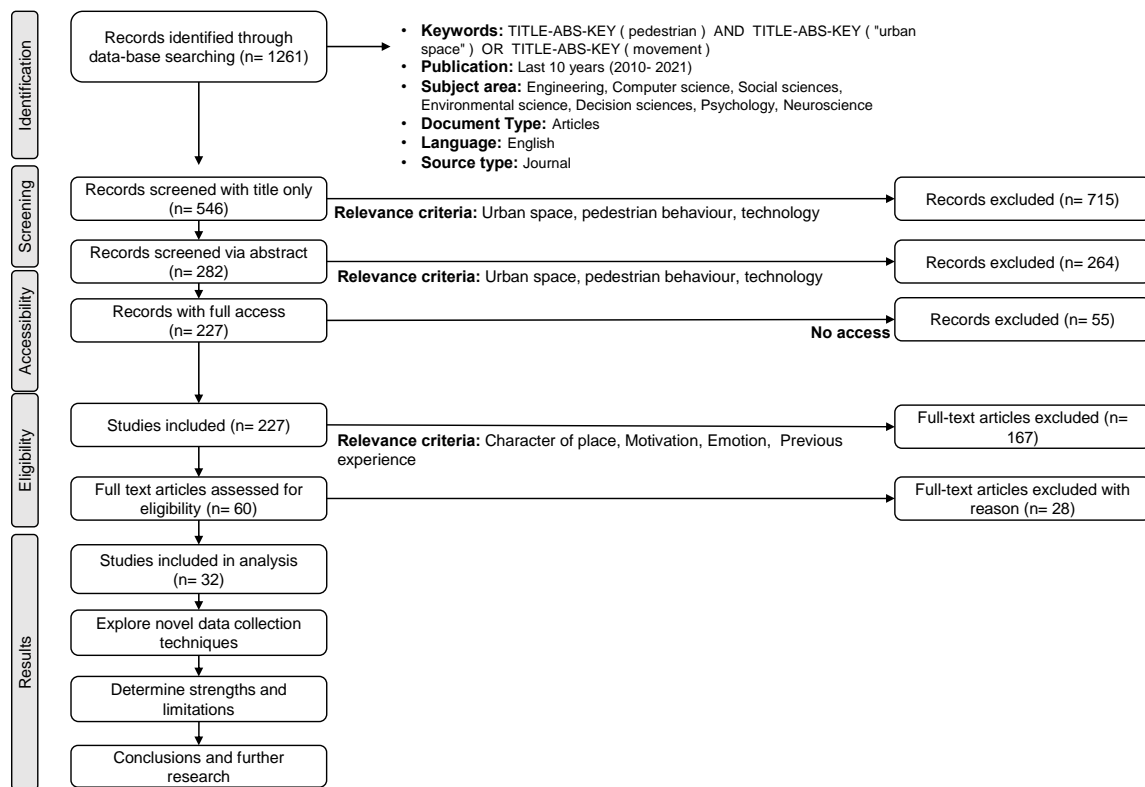 Identification
Records identified through
data-base searching (n= 1261)
• Keywords: TITLE-ABS-KEY ( pedestrian ) AND TITLE-ABS-KEY ( "urban
space" ) OR TITLE-ABS-KEY ( movement )
• Publication: Last 10 years (2010- 2021)
• Subject area: Engineering, Computer science, Social sciences,
Environmental science, Decision sciences, Psychology, Neuroscience
• Document Type: Articles
• Language: English
• Source type: Journal
Screening
Records screened with title only
(n= 546)
Relevance criteria: Urban space, pedestrian behaviour, technology
Records excluded (n= 715)
Records screened via abstract
(n= 282)
Relevance criteria: Urban space, pedestrian behaviour, technology
Records excluded (n= 264)
Accessibility
Records with full access
(n= 227)
No access
Records excluded (n= 55)
Eligibility
Studies included (n= 227)
Relevance criteria: Character of place, Motivation, Emotion, Previous
experience
Full-text articles excluded (n=
167)
Full text articles assessed for
eligibility (n= 60)
Full-text articles excluded with
reason (n= 28)
Results
Studies included in analysis
(n= 32)
Explore novel data collection
techniques
Determine strengths and
limitations
Conclusions and further
research